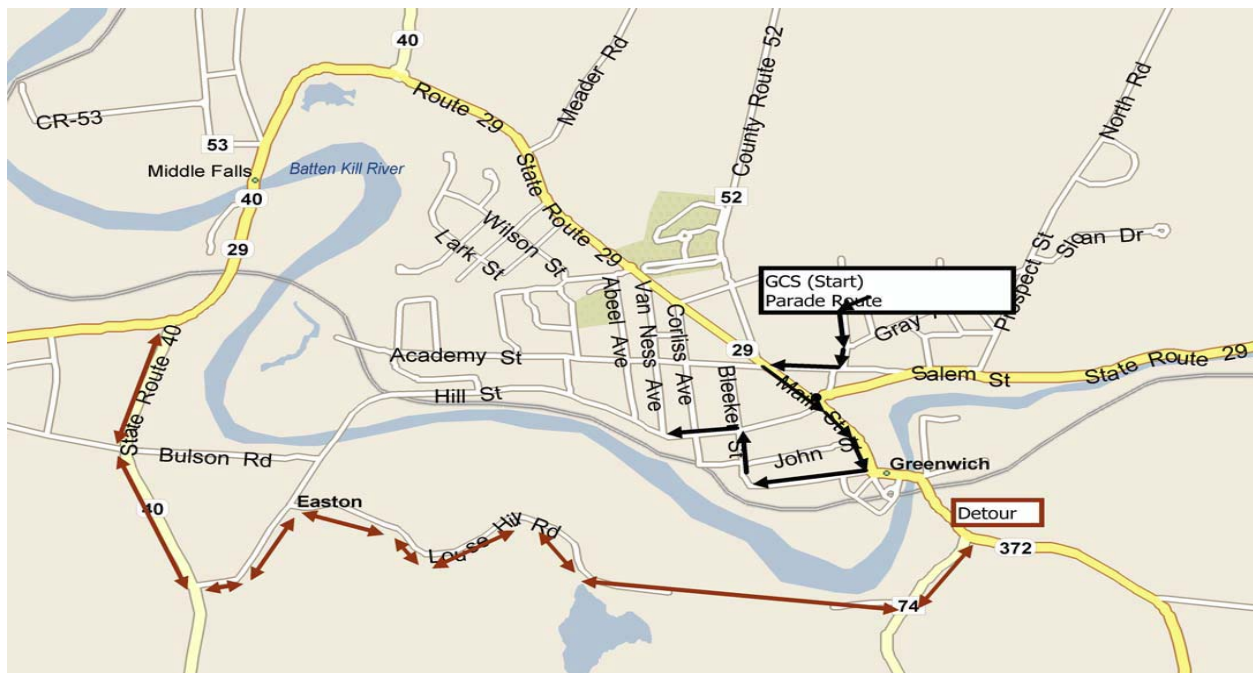 40
Meader Rd
County Route 52
North Rd
Route 29
CR-53
53
Middle Falls
Batten Kill River
40
State Route 29
52
Wilson St
Lark St
Sloan Dr
Prospect St
29
GCS (Start)
Parade Route
Abeel Ave
Van Ness Ave
Corliss Ave
Gray
29
State Route 40
Academy St
Bleeker St
Main St
Salem St
State Route 29
Hill St
Bulson Rd
John
Greenwich
40
Easton
Louse Hill Rd
Detour
372
74